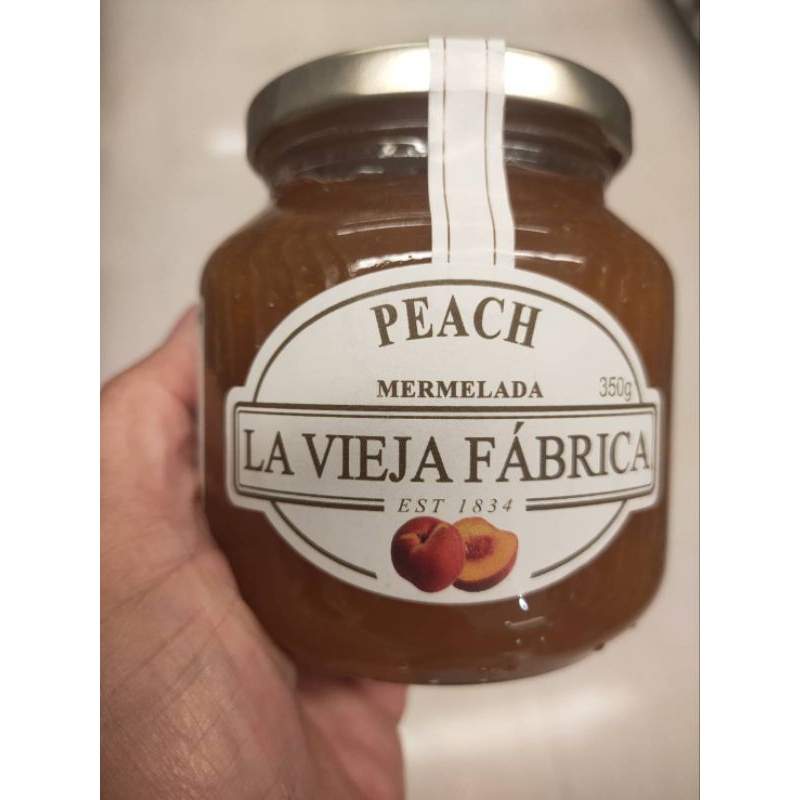 PEACH
MERMELADA
350g
LA VIEJA FÁBRICA
EST 1834